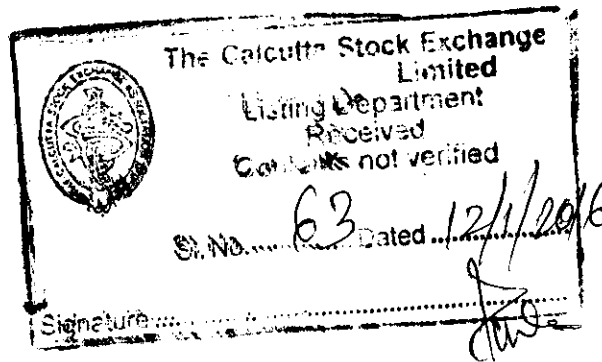 The Calcutta Stock Exchange
Limited
Listing Department
Received
Contents not verified
Sl. No. 63 Dated 12/1/2016
Signature